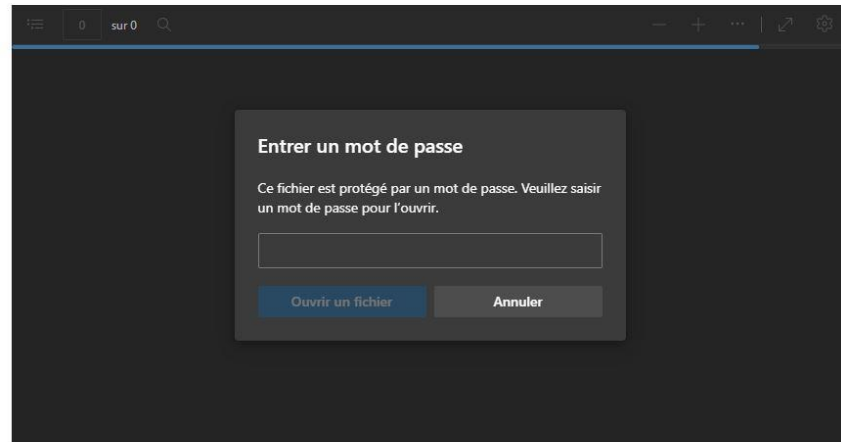 0 sur 0
Entrer un mot de passe
Ce fichier est protégé par un mot de passe. Veuillez saisir
un mot de passe pour l'ouvrir.
Ouvrir un fichier Annuler